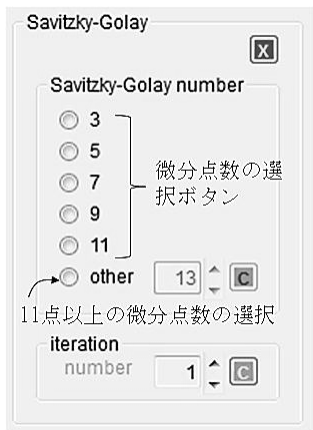 Savitzky-Golay
X
Savitzky-Golay number
3
5
7
9
11
微分点数の選
択ボタン
other 13 C
11点以上の微分点数の選択
iteration
number 1 C